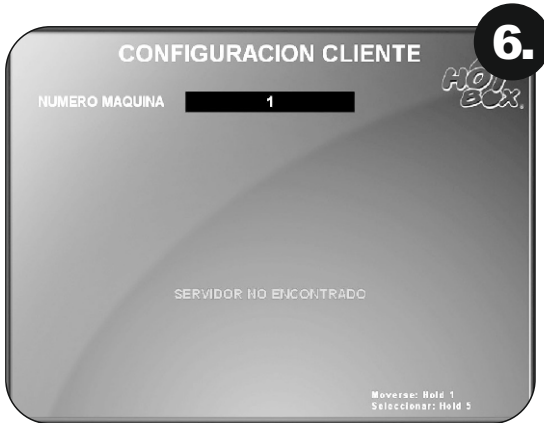 6.
CONFIGURACION CLIENTE
HOT
BOX.
NUMERO MAQUINA 1
SERVIDOR NO ENCONTRADO
Moverse: Hold 1
Seleccionar: Hold 5